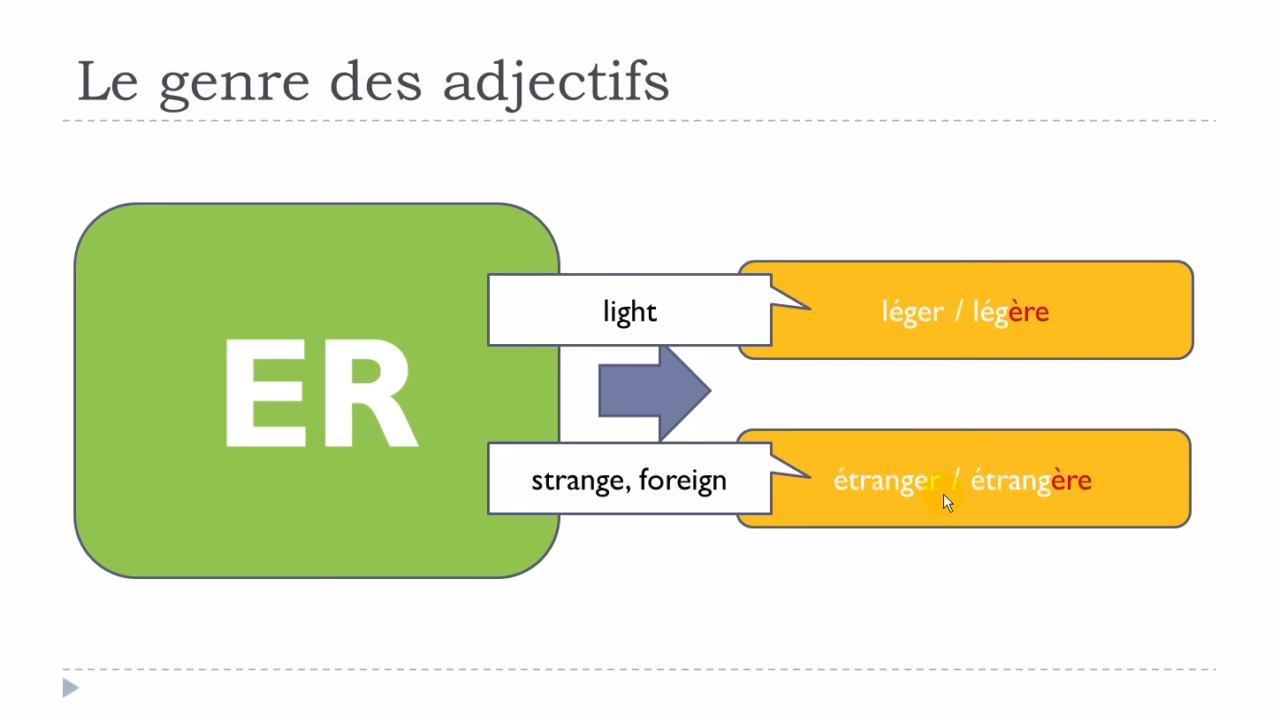 Le genre des adjectifs
ER
light
léger / légère
strange, foreign
étranger / étrangère